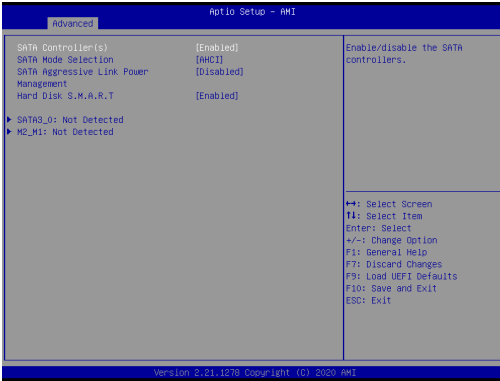 Aptio Setup - AMI
Advanced
SATA Controller(s) [Enabled]
SATA Mode Selection [AHCI]
SATA Aggressive Link Power [Disabled]
Management
Hard Disk S.M.A.R.T [Enabled]
SATA3_0: Not Detected
M2_M1: Not Detected
Enable/disable the SATA
controllers.
↔: Select Screen
↑↓: Select Item
Enter: Select
+/-: Change Option
F1: General Help
F7: Discard Changes
F9: Load UEFI Defaults
F10: Save and Exit
ESC: Exit
Version 2.21.1278 Copyright (C) 2020 AMI